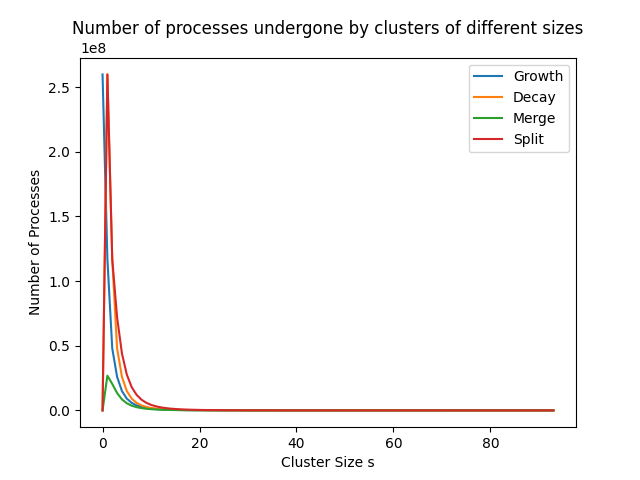 Number of processes undergone by clusters of different sizes
1e8
2.5
2.0
1.5
1.0
0.5
0.0
Number of Processes
Growth
Decay
Merge
Split
0 20 40 60 80
Cluster Size s